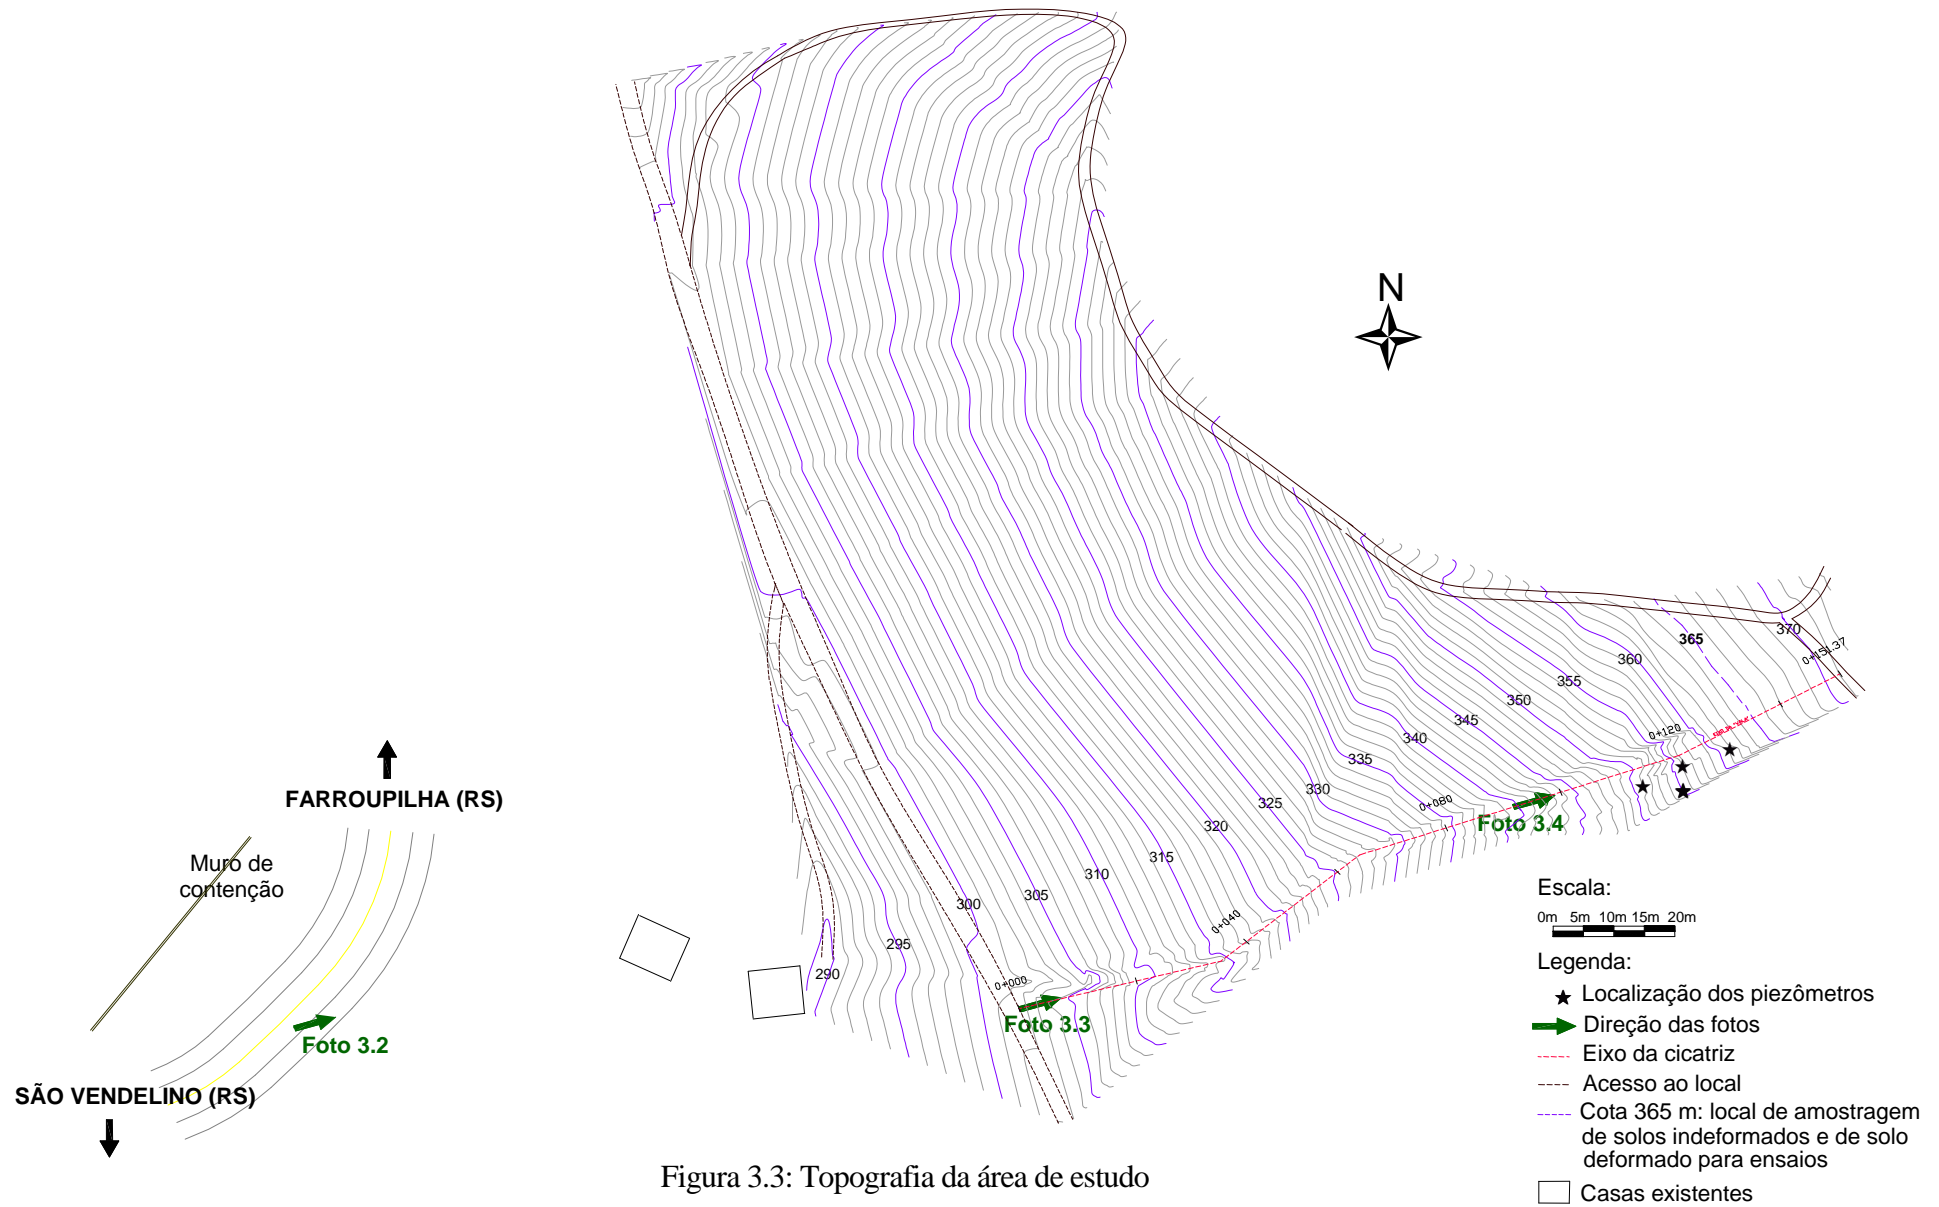 N
370
365
0+151.37
360
355
350
0+120
345
340
335
330
0+080
325
Foto 3.4
320
315
310
305
300
0+040
295
290
0+000
Foto 3.3
FARROUPILHA (RS)
Muro de
contenção
Foto 3.2
SÃO VENDELINO (RS)
Escala:
0m 5m 10m 15m 20m
Legenda:
Localização dos piezômetros
Direção das fotos
Eixo da cicatriz
Acesso ao local
Cota 365 m: local de amostragem
de solos indeformados e de solo
deformado para ensaios
Casas existentes
Figura 3.3: Topografia da área de estudo